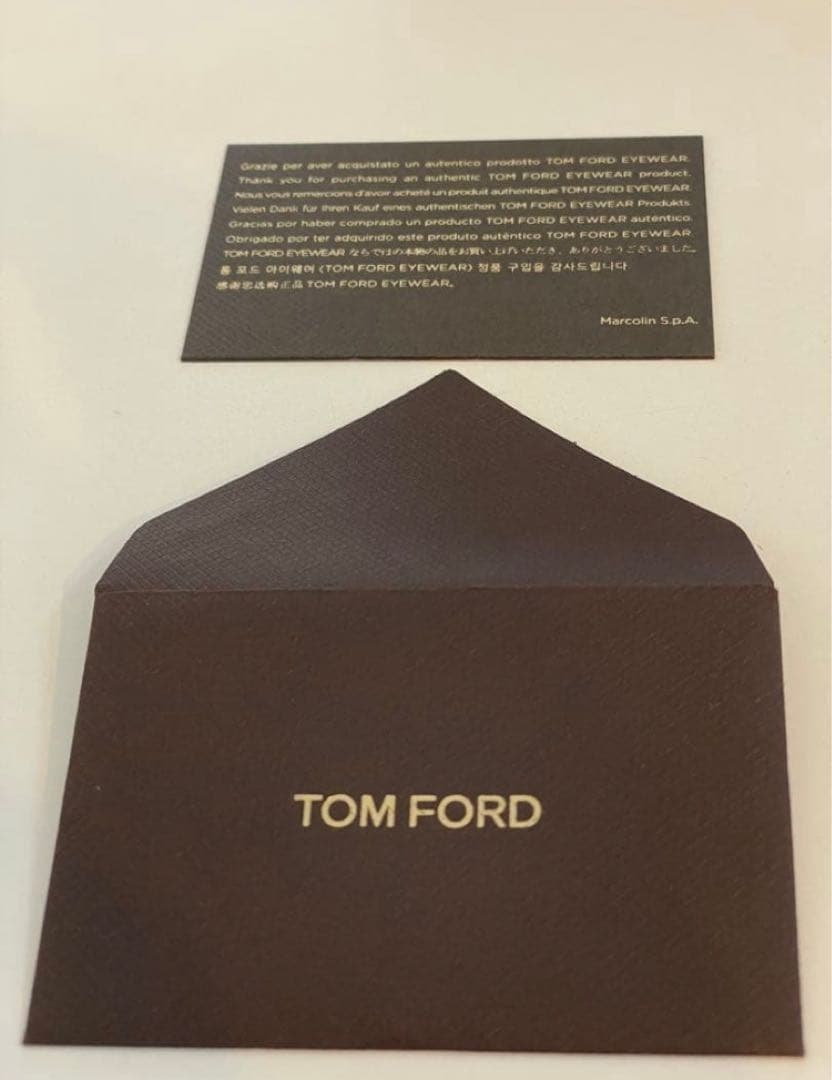 Grazie per aver acquistato un autentico prodotto TOM FORD EYEWEAR.
Thank you for purchasing an authentic TOM FORD EYEWEAR product.
Nous vous remercions d'avoir acheté un produit authentique TOM FORD EYEWEAR.
Vielen Dank für Ihren Kauf eines authentischen TOM FORD EYEWEAR Produkts.
Gracias por haber comprado un producto TOM FORD EYEWEAR auténtico.
Obrigado por ter adquirido este produto autêntico TOM FORD EYEWEAR.
TOM FORD EYEWEAR ならではの本物の品をお買い上げいただき、ありがとうございました。
톰 포드 아이웨어 (TOM FORD EYEWEAR) 정품 구입을 감사드립니다.
感谢您选购正品 TOM FORD EYEWEAR。
Marcolin S.p.A.
TOM FORD